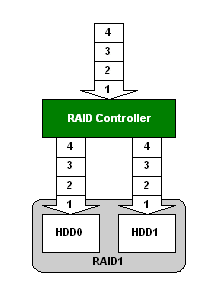 4
3
2
1
RAID Controller
4 4
3 3
2 2
1 1
HDD0 HDD1
RAID1